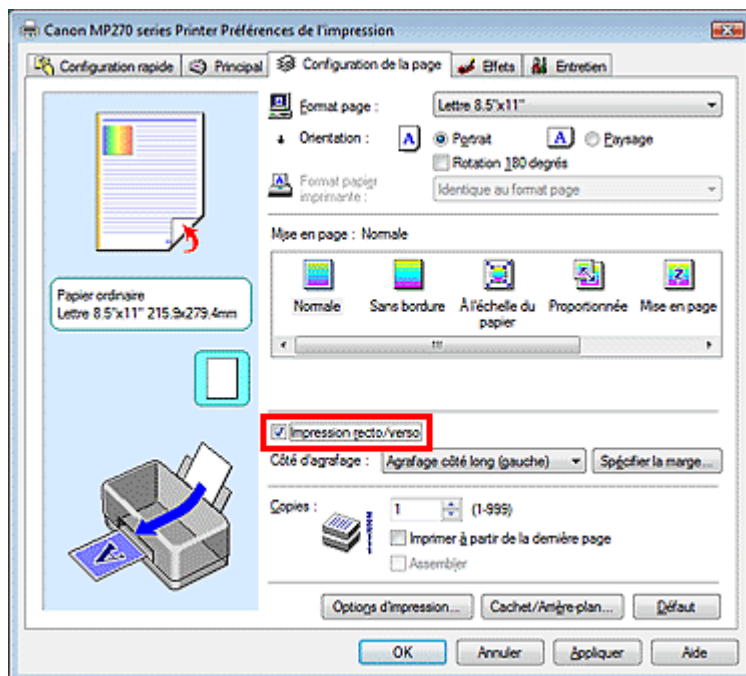 Canon MP270 series Printer Préférences de l'impression
Configuration rapide Principal Configuration de la page Effets Entretien
Format page : Lettre 8.5"x11"
Orientation : A Portrait A Paysage
Rotation 180 degrés
Format papier imprimante : Identique au format page
Mise en page : Normale
Normale Sans bordure À l'échelle du papier Proportionnée Mise en page
Papier ordinaire
Lettre 8.5"x11" 215.9x279.4mm
Impression recto/verso
Côté d'agrafage : Agrafage côté long (gauche) Spécifier la marge...
Copies : 1 (1-999)
Imprimer à partir de la dernière page
Assembler
Options d'impression... Cachet/Arrière-plan... Défaut
OK Annuler Appliquer Aide